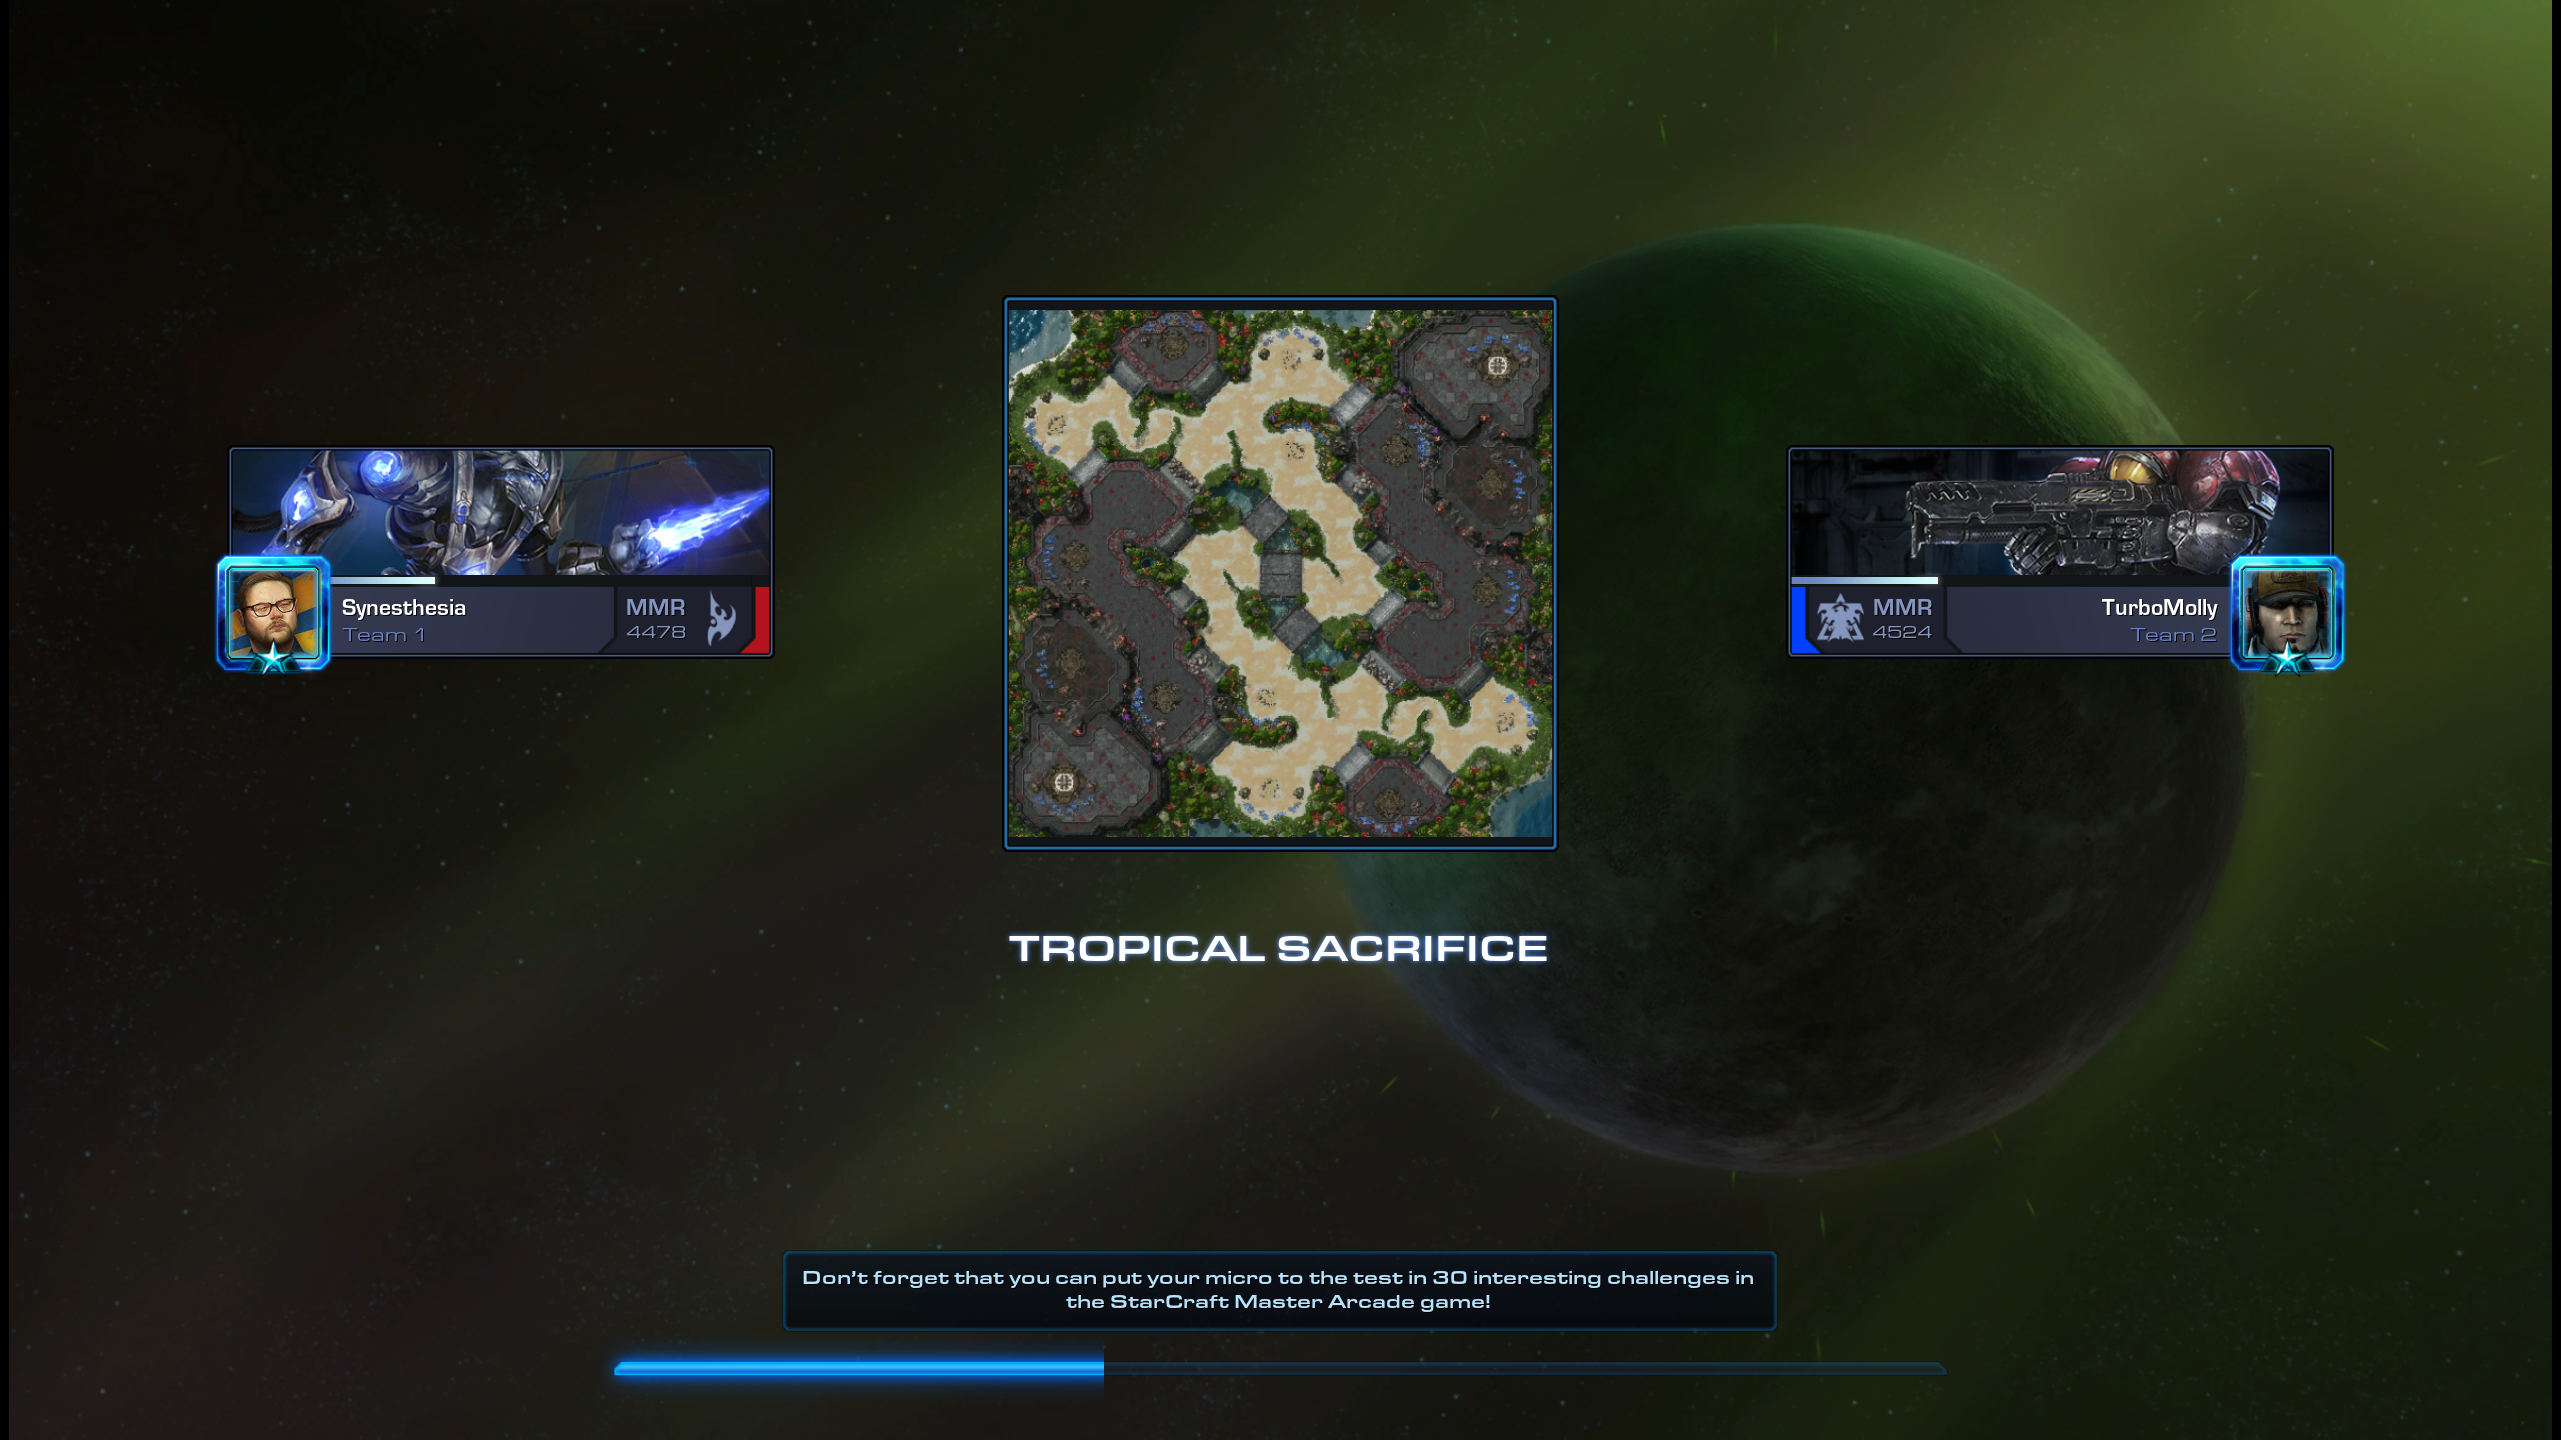 Synesthesia
Team 1
MMR
4478
MMR
4524
TurboMolly
Team 2
TROPICAL SACRIFICE
Don't forget that you can put your micro to the test in 30 interesting challenges in
the StarCraft Master Arcade game!